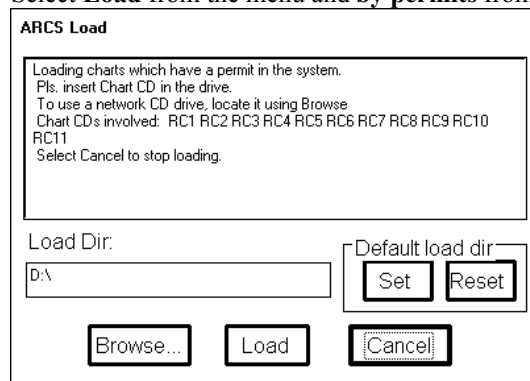 Select Load from the menu and by permits from
ARCS Load
Loading charts which have a permit in the system.
Pls. insert Chart CD in the drive.
To use a network CD drive, locate it using Browse
Chart CDs involved: RC1 RC2 RC3 RC4 RC5 RC6 RC7 RC8 RC9 RC10
RC11
Select Cancel to stop loading.
Load Dir:
Default load dir
D:\
Set Reset
Browse... Load Cancel